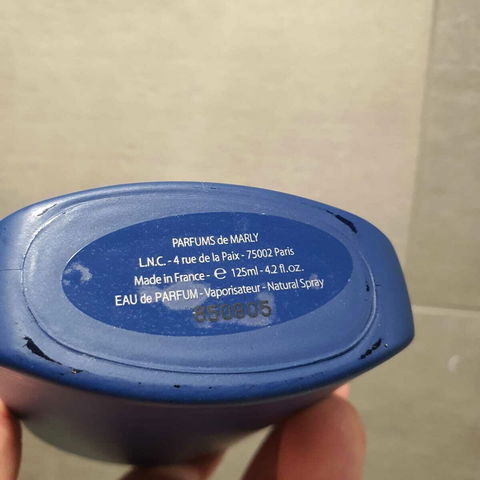 PARFUMS de MARLY
L.N.C. - 4 rue de la Paix - 75002 Paris
Made in France - ℮ 125ml - 4.2 fl.oz.
EAU de PARFUM - Vaporisateur - Natural Spray